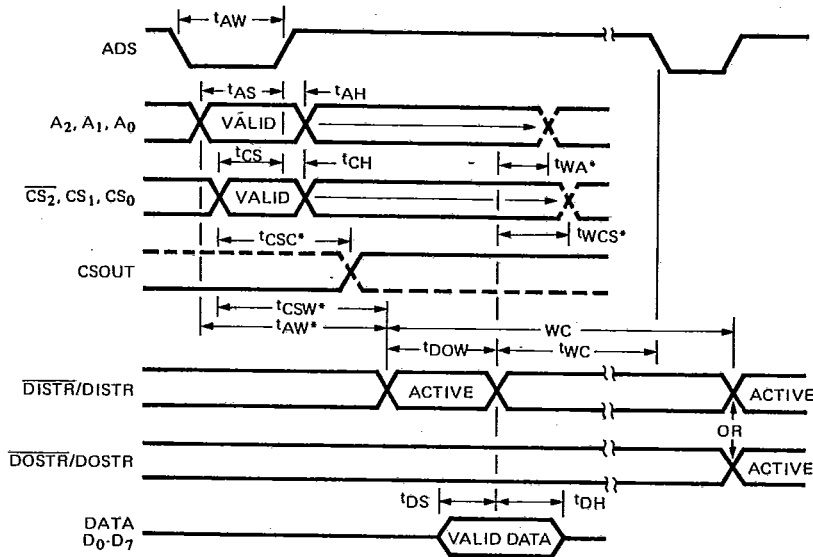 tAW
ADS
tAS
tAH
A2, A1, A0
VALID
tCS
tCH
tWA*
CS2, CS1, CS0
VALID
tWCS*
tCSC*
CSOUT
tCSW*
tAW*
WC
tDOW
tWC
DISTR/DISTR
ACTIVE
ACTIVE
OR
DOSTR/DOSTR
ACTIVE
tDS
tDH
DATA
D0-D7
VALID DATA